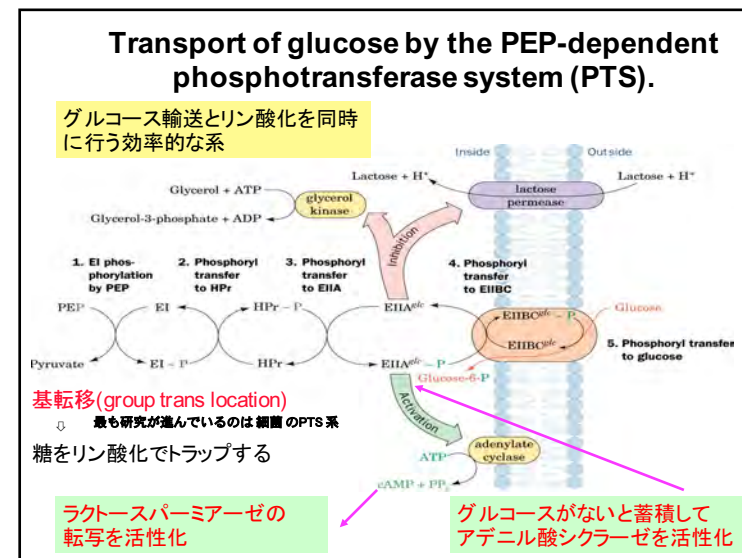 Transport of glucose by the PEP-dependent
phosphotransferase system (PTS).
グルコース輸送とリン酸化を同時
に行う効率的な系
Inside
Outside
Lactose + H⁺
Lactose + H⁺
lactose
permease
Glycerol + ATP
glycerol
kinase
Glycerol-3-phosphate + ADP
Inhibition
1. EI phos-
phorylation
by PEP
2. Phosphoryl
transfer
to HPr
3. Phosphoryl
transfer
to EIIA
4. Phosphoryl
transfer
to EIIBC
PEP
EI
HPr – P
EIIAglc
EIIBCglc – P
Glucose
EIIBCglc
5. Phosphoryl transfer
to glucose
Pyruvate
EI – P
HPr
EIIAglc – P
Glucose-6-P
基転移(group trans location)
⇩ 最も研究が進んでいるのは細菌のPTS系
糖をリン酸化でトラップする
Activation
ATP
adenylate
cyclase
cAMP + PPi
ラクトースパーミアーゼの
転写を活性化
グルコースがないと蓄積して
アデニル酸シクラーゼを活性化